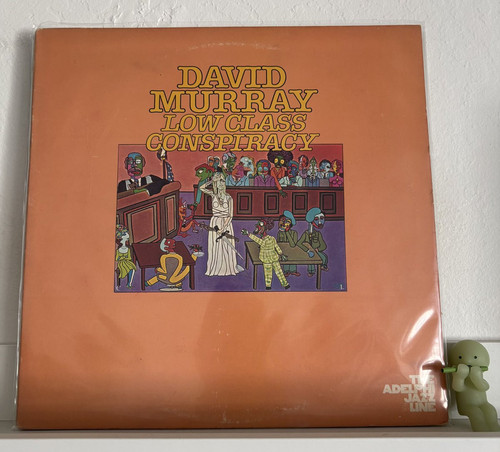 DAVID
MURRAY
LOW CLASS
CONSPIRACY
THE
ADELPHI
JAZZ
LINE